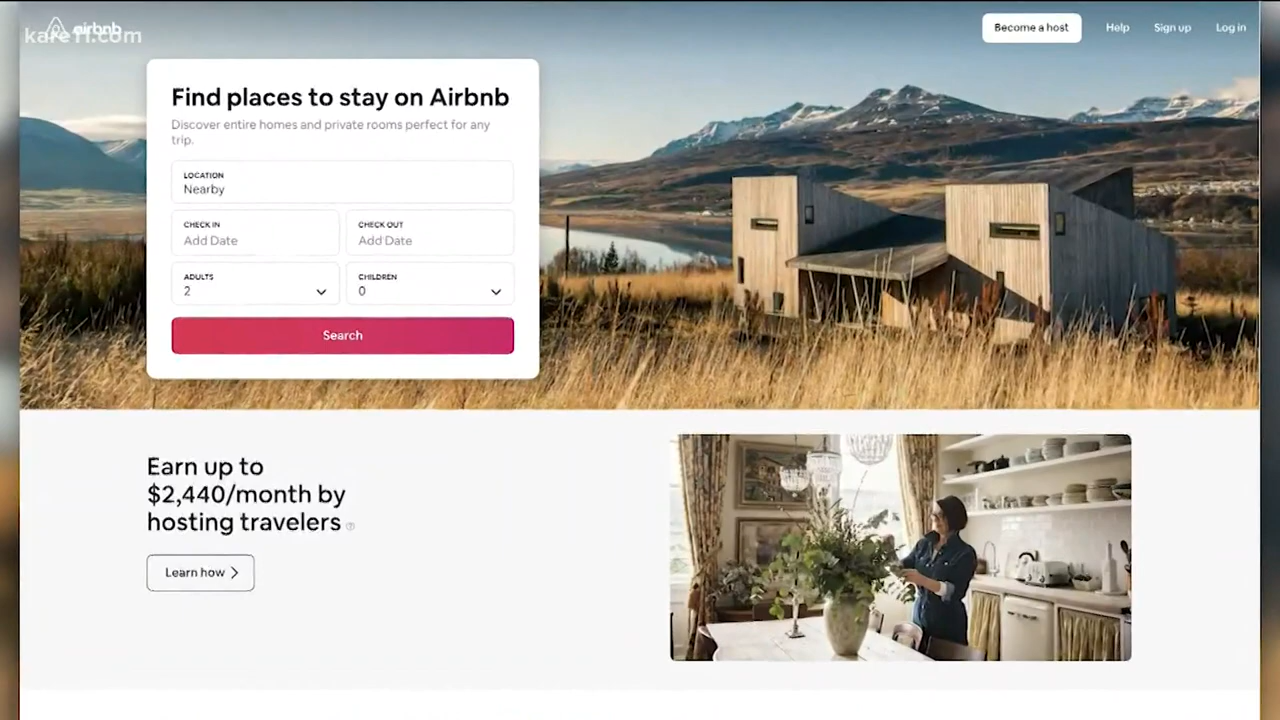 airbnb
kare11.com
Become a host
Help
Sign up
Log in
Find places to stay on Airbnb
Discover entire homes and private rooms perfect for any
trip.
LOCATION
Nearby
CHECK IN
Add Date
CHECK OUT
Add Date
ADULTS
2
CHILDREN
0
Search
Earn up to
$2,440/month by
hosting travelers
Learn how